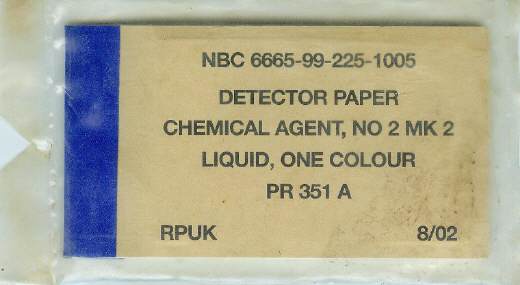 NBC 6665-99-225-1005
DETECTOR PAPER
CHEMICAL AGENT, NO 2 MK 2
LIQUID, ONE COLOUR
PR 351 A
RPUK 8/02